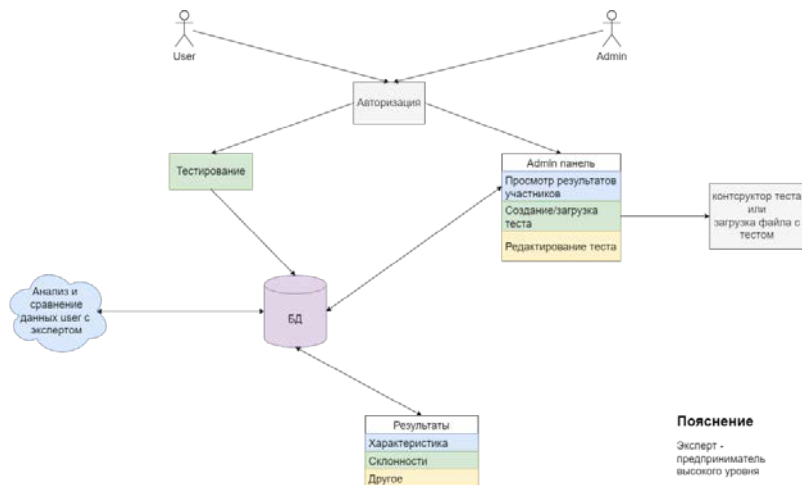 User
Admin
Авторизация
Тестирование
Admin панель
Просмотр результатов
участников
Создание/загрузка
теста
Редактирование теста
контсруктор теста
или
загрузка файла с
тестом
Анализ и
сравнение
данных user с
экспертом
БД
Результаты
Характеристика
Склонности
Другое
Пояснение
Эксперт -
предприниматель
высокого уровня